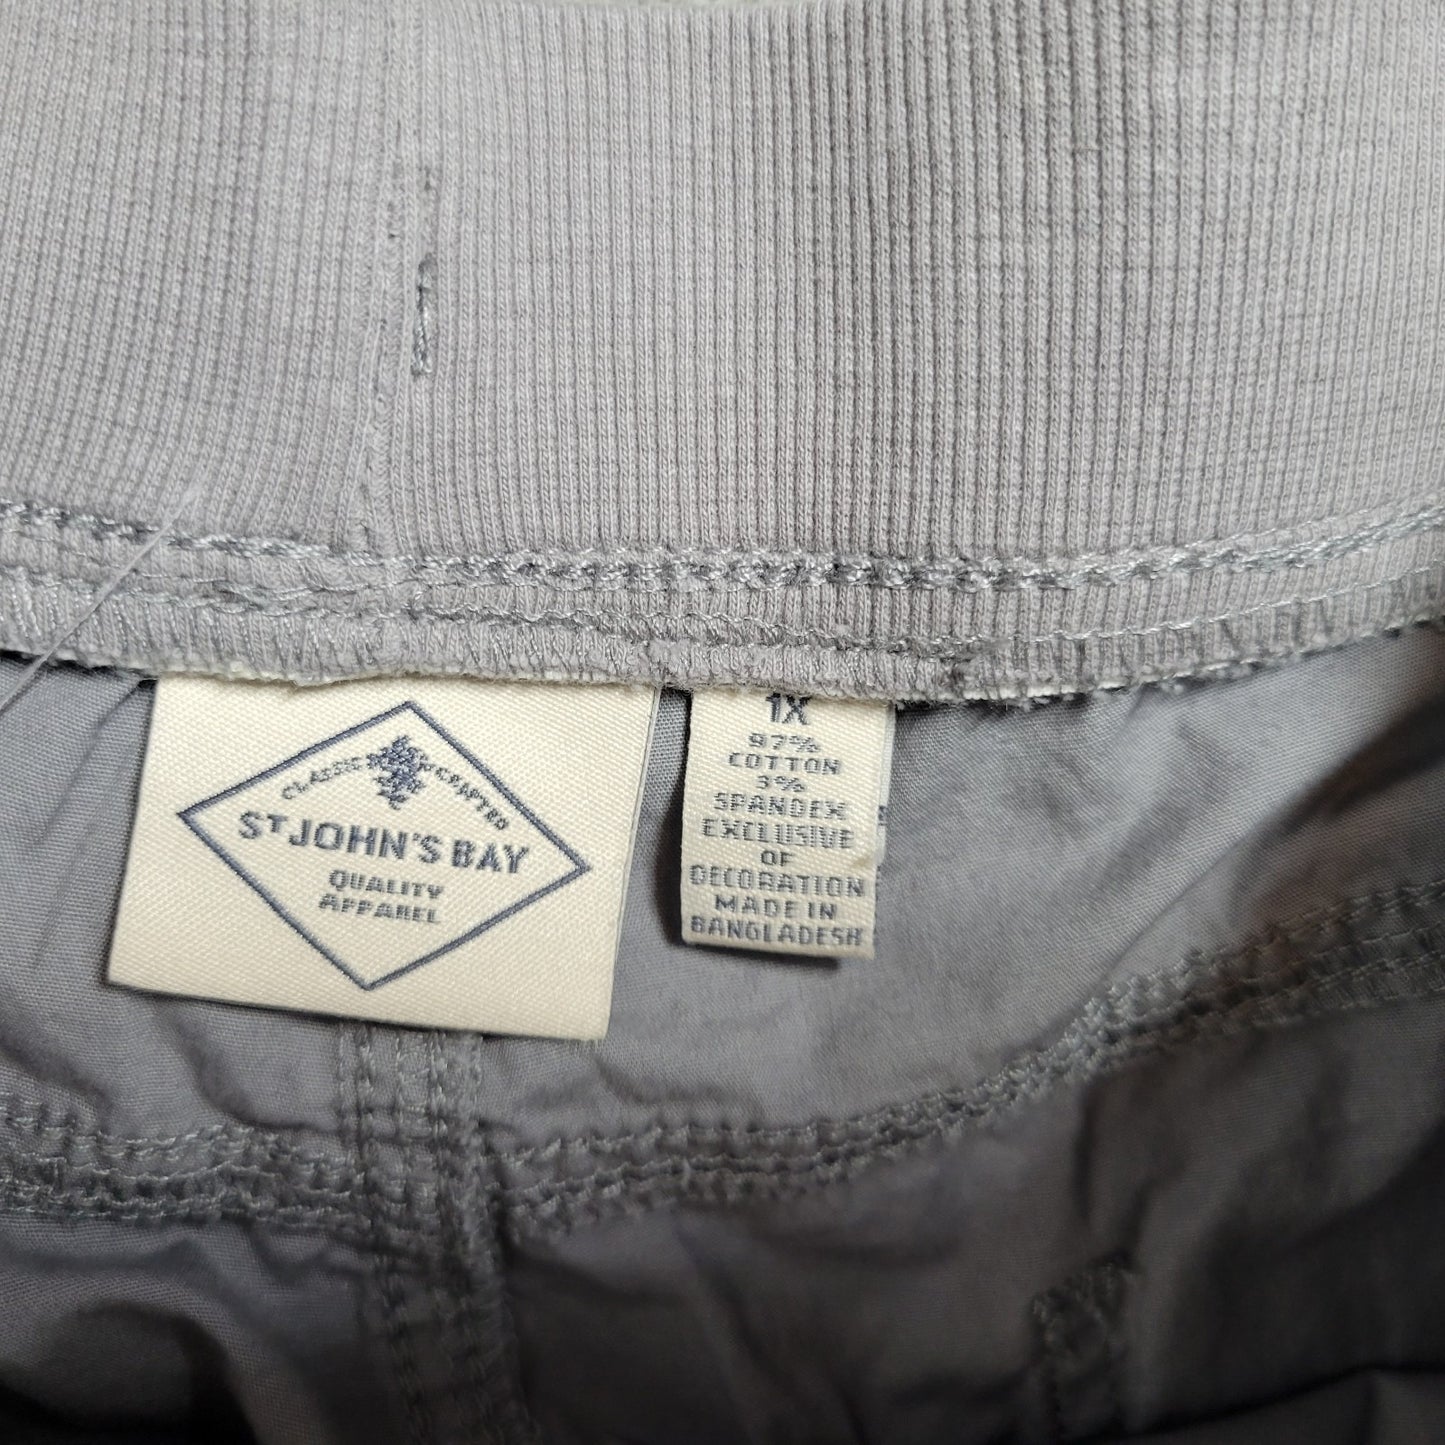 CLASSIC CRAFTED
ST JOHN'S BAY
QUALITY
APPAREL
1X
97%
COTTON
3%
SPANDEX
EXCLUSIVE
OF
DECORATION
MADE IN
BANGLADESH